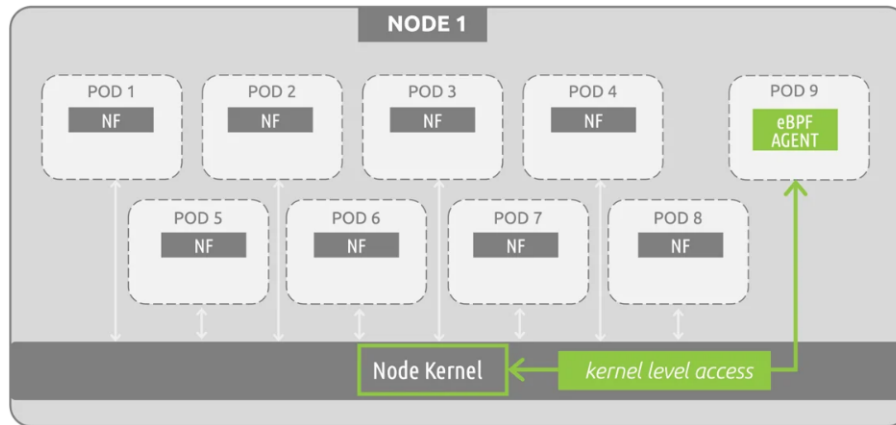 NODE 1
POD 1
NF
POD 2
NF
POD 3
NF
POD 4
NF
POD 9
eBPF
AGENT
POD 5
NF
POD 6
NF
POD 7
NF
POD 8
NF
Node Kernel
kernel level access